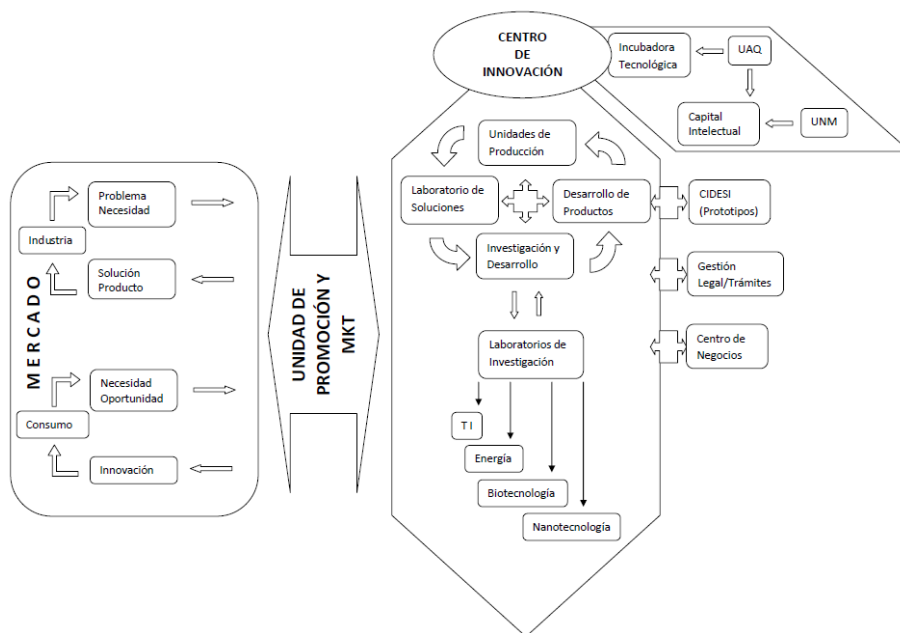 CENTRO
DE
INNOVACIÓN
Incubadora
Tecnológica
UAQ
Capital
Intelectual
UNM
Unidades de
Producción
Laboratorio de
Soluciones
Desarrollo de
Productos
Investigación y
Desarrollo
CIDESI
(Prototipos)
Gestión
Legal/Trámites
Centro de
Negocios
Laboratorios de
Investigación
T I
Energía
Biotecnología
Nanotecnología
UNIDAD DE
PROMOCIÓN Y
MKT
M E R C A D O
Problema
Necesidad
Industria
Solución
Producto
Necesidad
Oportunidad
Consumo
Innovación